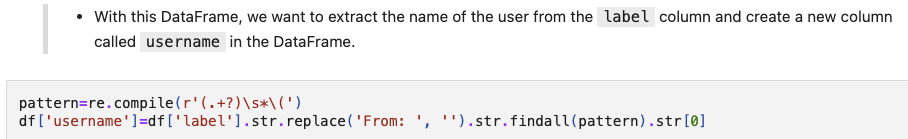 • With this DataFrame, we want to extract the name of the user from the label column and create a new column
called username in the DataFrame.
pattern=re.compile(r'(.+?)\s*\(')
df['username']=df['label'].str.replace('From: ', '').str.findall(pattern).str[0]